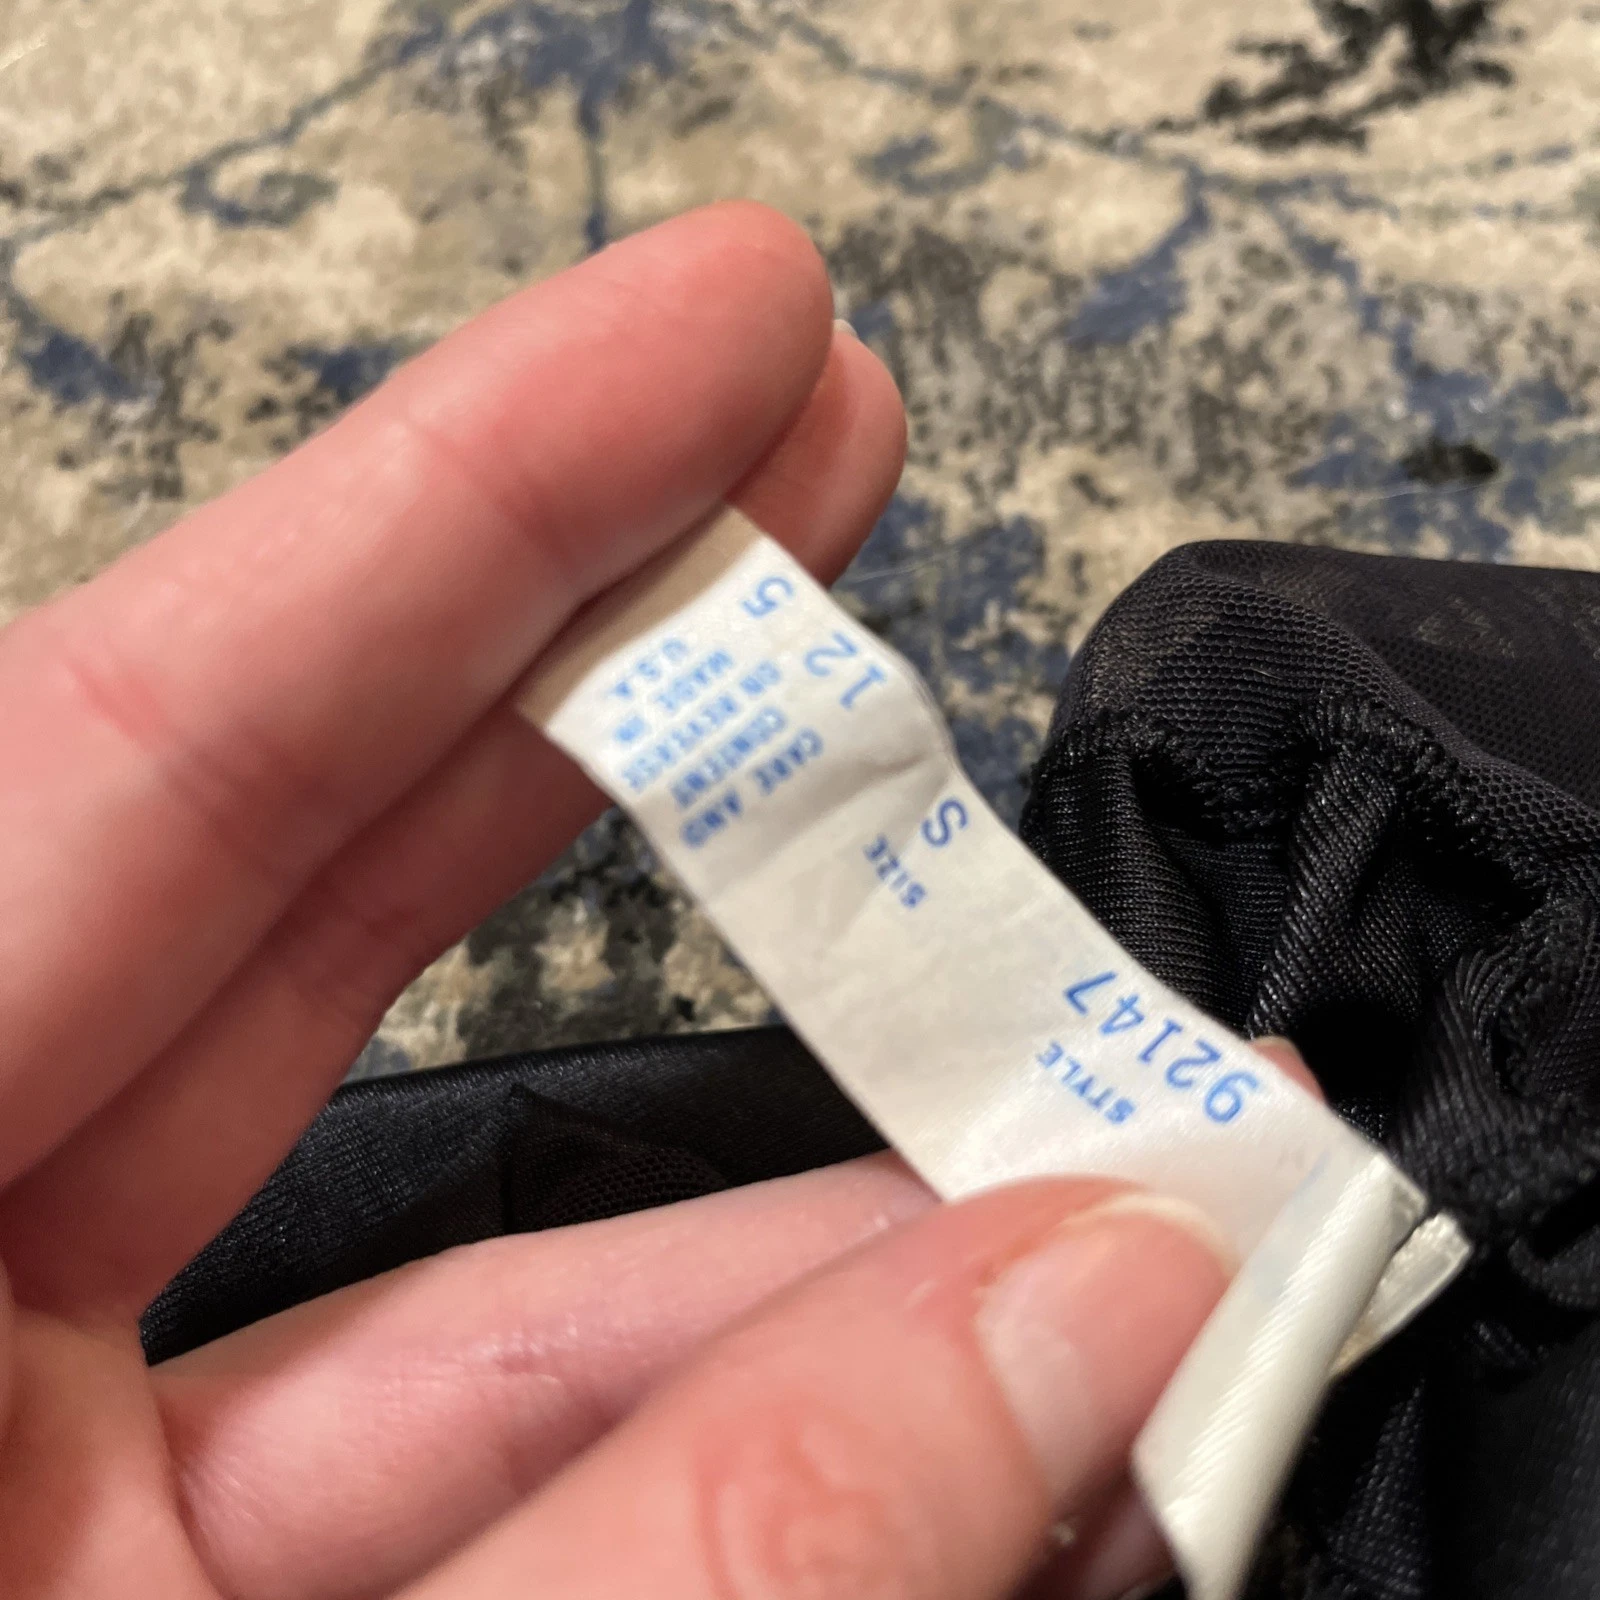 STYLE
92147
SIZE
S
CARE AND
CONTENT
ON REVERSE
MADE IN
U.S.A.
12 5